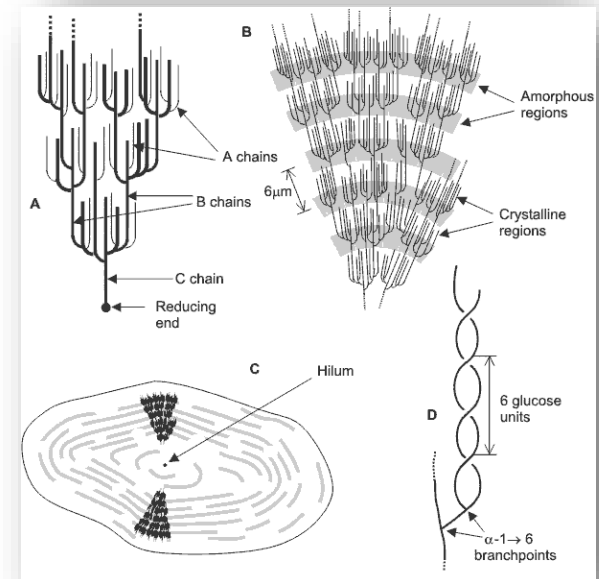 A
A chains
B chains
C chain
Reducing
end
B
Amorphous
regions
6μm
Crystalline
regions
C
Hilum
D
6 glucose
units
α-1→6
branchpoints